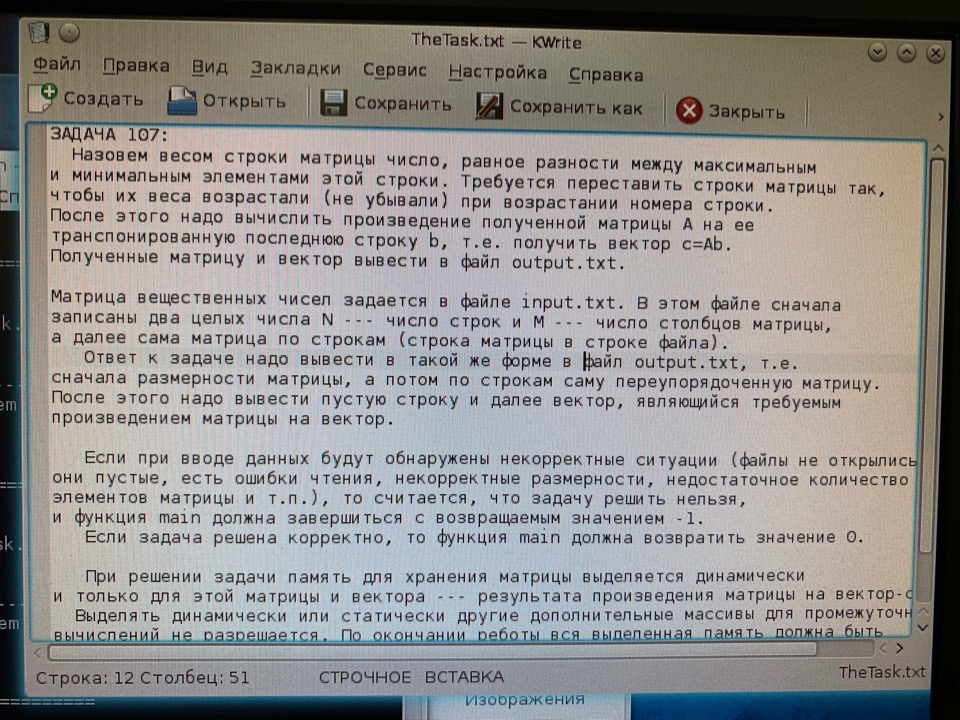 TheTask.txt — KWrite
Файл Правка Вид Закладки Сервис Настройка Справка
Создать Открыть Сохранить Сохранить как Закрыть
ЗАДАЧА 107:
Назовем весом строки матрицы число, равное разности между максимальным
и минимальным элементами этой строки. Требуется переставить строки матрицы так,
чтобы их веса возрастали (не убывали) при возрастании номера строки.
После этого надо вычислить произведение полученной матрицы A на ее
транспонированную последнюю строку b, т.е. получить вектор c=Ab.
Полученные матрицу и вектор вывести в файл output.txt.
Матрица вещественных чисел задается в файле input.txt. В этом файле сначала
записаны два целых числа N --- число строк и M --- число столбцов матрицы,
а далее сама матрица по строкам (строка матрицы в строке файла).
Ответ к задаче надо вывести в такой же форме в файл output.txt, т.е.
сначала размерности матрицы, а потом по строкам саму переупорядоченную матрицу.
После этого надо вывести пустую строку и далее вектор, являющийся требуемым
произведением матрицы на вектор.
Если при вводе данных будут обнаружены некорректные ситуации (файлы не открылись
они пустые, есть ошибки чтения, некорректные размерности, недостаточное количество
элементов матрицы и т.п.), то считается, что задачу решить нельзя,
и функция main должна завершиться с возвращаемым значением -1.
Если задача решена корректно, то функция main должна возвратить значение 0.
При решении задачи память для хранения матрицы выделяется динамически
и только для этой матрицы и вектора --- результата произведения матрицы на вектор-с
Выделять динамически или статически другие дополнительные массивы для промежуточн
вычислений не разрешается. По окончании работы вся выделенная память должна быть
Строка: 12 Столбец: 51 СТРОЧНОЕ ВСТАВКА TheTask.txt
Изображения